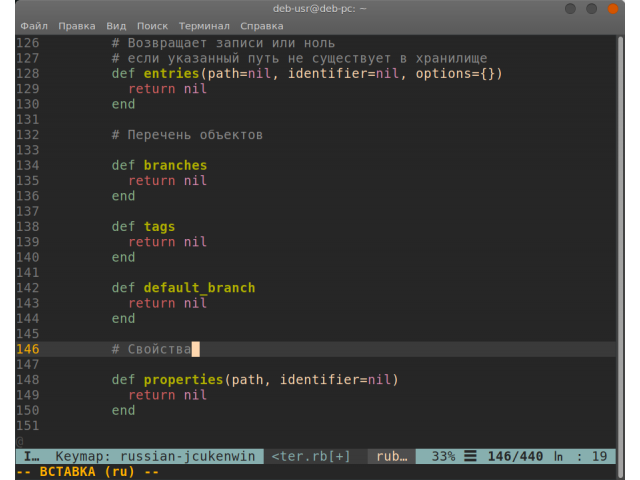 deb-usr@deb-pc: ~
Файл Правка Вид Поиск Терминал Справка
126 # Возвращает записи или ноль
127 # если указанный путь не существует в хранилище
128 def entries(path=nil, identifier=nil, options={})
129 return nil
130 end
131
132 # Перечень объектов
133
134 def branches
135 return nil
136 end
137
138 def tags
139 return nil
140 end
141
142 def default_branch
143 return nil
144 end
145
146 # Свойства
147
148 def properties(path, identifier=nil)
149 return nil
150 end
151
@
I… Keymap: russian-jcukenwin <ter.rb[+] rub… 33% ☰ 146/440 ㏑ : 19
-- ВСТАВКА (ru) --